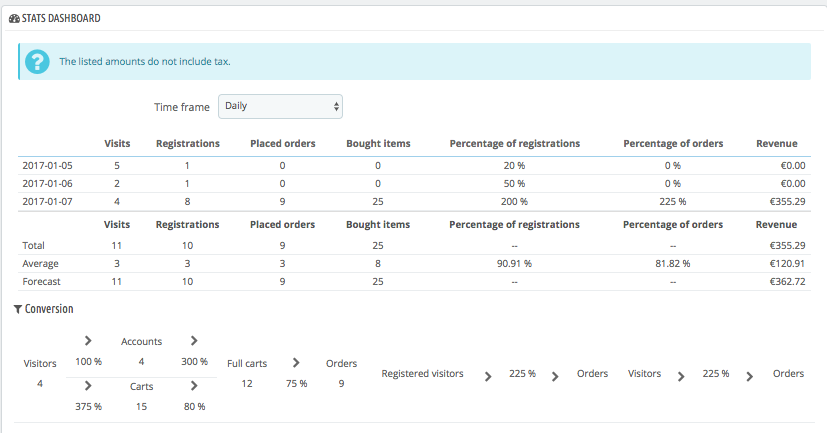 STATS DASHBOARD
The listed amounts do not include tax.
Time frame Daily
Visits Registrations Placed orders Bought items Percentage of registrations Percentage of orders Revenue
2017-01-05 5 1 0 0 20 % 0 % €0.00
2017-01-06 2 1 0 0 50 % 0 % €0.00
2017-01-07 4 8 9 25 200 % 225 % €355.29
Visits Registrations Placed orders Bought items Percentage of registrations Percentage of orders Revenue
Total 11 10 9 25 -- -- €355.29
Average 3 3 3 8 90.91 % 81.82 % €120.91
Forecast 11 10 9 25 -- -- €362.72
Conversion
Accounts
Visitors 100 % 4 300 % Full carts Orders
4 Carts 12 75 % 9 Registered visitors 225 % Orders Visitors 225 % Orders
375 % 15 80 %